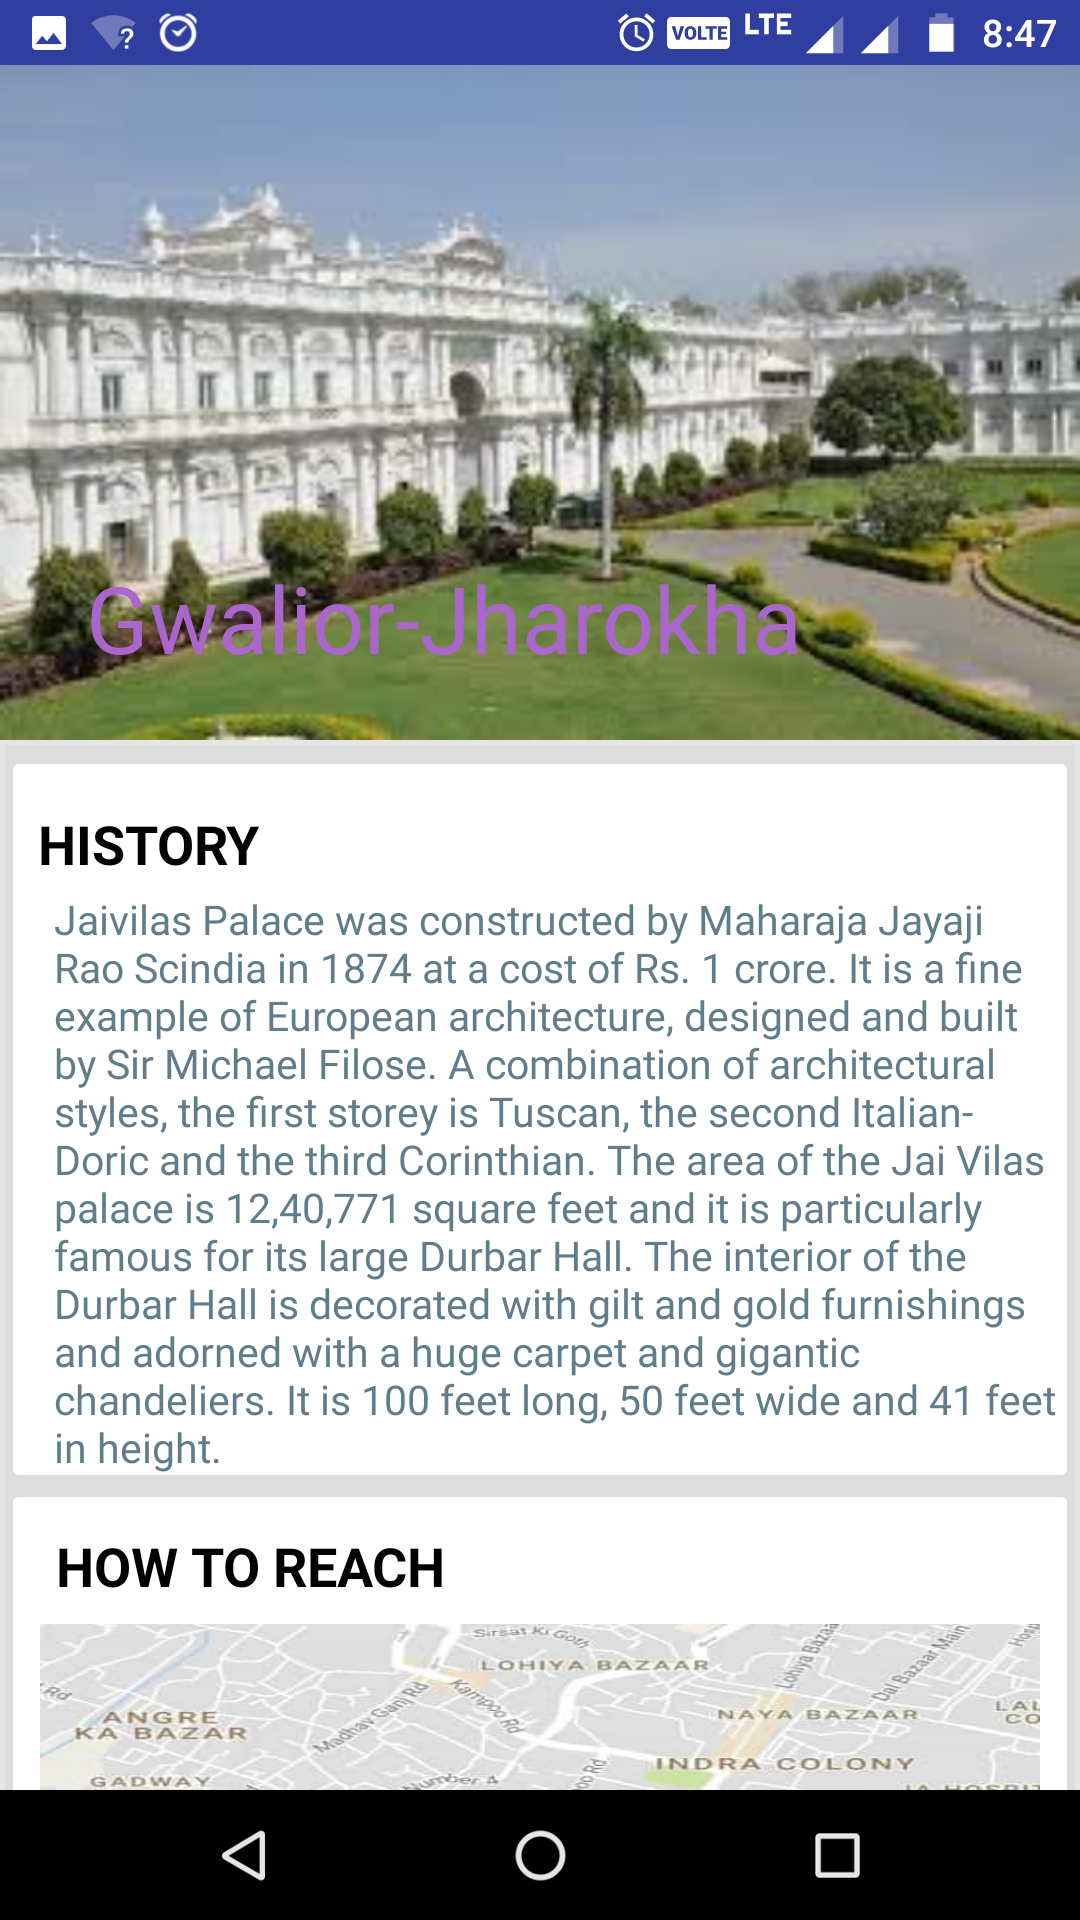 VOLTE LTE 8:47
Gwalior-Jharokha
HISTORY
Jaivilas Palace was constructed by Maharaja Jayaji
Rao Scindia in 1874 at a cost of Rs. 1 crore. It is a fine
example of European architecture, designed and built
by Sir Michael Filose. A combination of architectural
styles, the first storey is Tuscan, the second Italian-
Doric and the third Corinthian. The area of the Jai Vilas
palace is 12,40,771 square feet and it is particularly
famous for its large Durbar Hall. The interior of the
Durbar Hall is decorated with gilt and gold furnishings
and adorned with a huge carpet and gigantic
chandeliers. It is 100 feet long, 50 feet wide and 41 feet
in height.
HOW TO REACH
Sirsat Ki Goth
LOHIYA BAZAAR
Lohiya Bazaa
Dal Bazaar Main
Hosp
Rd
ANGRE
KA BAZAR
Madhav Ganj Rd
Kampoo Rd
NAYA BAZAAR
LAL
CO
INDRA COLONY
GADWAY
Number 4
oo Rd